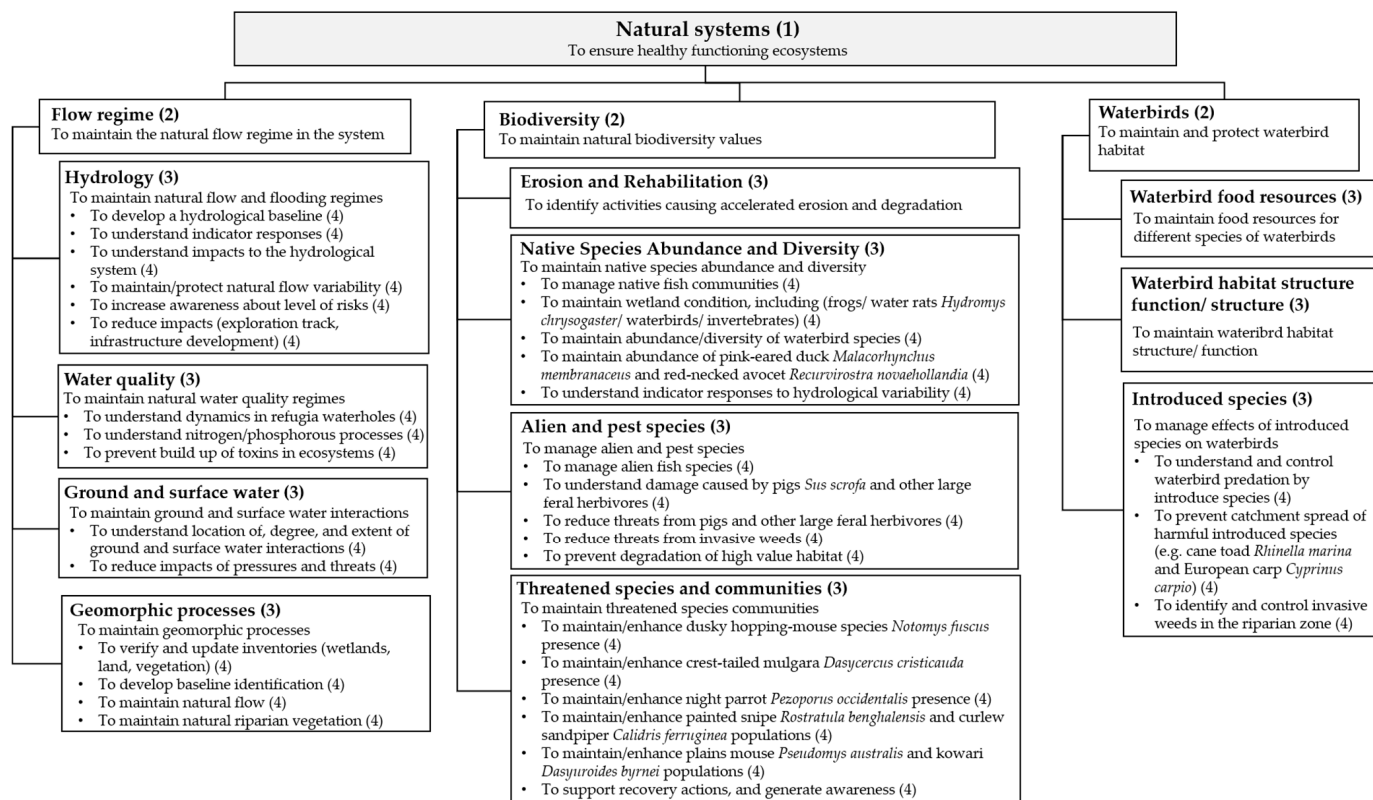 Natural systems (1)
To ensure healthy functioning ecosystems
Flow regime (2)
To maintain the natural flow regime in the system
Hydrology (3)
To maintain natural flow and flooding regimes
• To develop a hydrological baseline (4)
• To understand indicator responses (4)
• To understand impacts to the hydrological
system (4)
• To maintain/protect natural flow variability (4)
• To increase awareness about level of risks (4)
• To reduce impacts (exploration track,
infrastructure development) (4)
Water quality (3)
To maintain natural water quality regimes
• To understand dynamics in refugia waterholes (4)
• To understand nitrogen/phosphorous processes (4)
• To prevent build up of toxins in ecosystems (4)
Ground and surface water (3)
To maintain ground and surface water interactions
• To understand location of, degree, and extent of
ground and surface water interactions (4)
• To reduce impacts of pressures and threats (4)
Geomorphic processes (3)
To maintain geomorphic processes
• To verify and update inventories (wetlands,
land, vegetation) (4)
• To develop baseline identification (4)
• To maintain natural flow (4)
• To maintain natural riparian vegetation (4)
Biodiversity (2)
To maintain natural biodiversity values
Erosion and Rehabilitation (3)
To identify activities causing accelerated erosion and degradation
Native Species Abundance and Diversity (3)
To maintain native species abundance and diversity
• To manage native fish communities (4)
• To maintain wetland condition, including (frogs/ water rats Hydromys
chrysogaster/ waterbirds/ invertebrates) (4)
• To maintain abundance/diversity of waterbird species (4)
• To maintain abundance of pink-eared duck Malacorhynchus
membranaceus and red-necked avocet Recurvirostra novaehollandia (4)
• To understand indicator responses to hydrological variability (4)
Alien and pest species (3)
To manage alien and pest species
• To manage alien fish species (4)
• To understand damage caused by pigs Sus scrofa and other large
feral herbivores (4)
• To reduce threats from pigs and other large feral herbivores (4)
• To reduce threats from invasive weeds (4)
• To prevent degradation of high value habitat (4)
Threatened species and communities (3)
To maintain threatened species communities
• To maintain/enhance dusky hopping-mouse species Notomys fuscus
presence (4)
• To maintain/enhance crest-tailed mulgara Dasycercus cristicauda
presence (4)
• To maintain/enhance night parrot Pezoporus occidentalis presence (4)
• To maintain/enhance painted snipe Rostratula benghalensis and curlew
sandpiper Calidris ferruginea populations (4)
• To maintain/enhance plains mouse Pseudomys australis and kowari
Dasyuroides byrnei populations (4)
• To support recovery actions, and generate awareness (4)
Waterbirds (2)
To maintain and protect waterbird
habitat
Waterbird food resources (3)
To maintain food resources for
different species of waterbirds
Waterbird habitat structure
function/ structure (3)
To maintain wateribrd habitat
structure/ function
Introduced species (3)
To manage effects of introduced
species on waterbirds
• To understand and control
waterbird predation by
introduce species (4)
• To prevent catchment spread of
harmful introduced species
(e.g. cane toad Rhinella marina
and European carp Cyprinus
carpio) (4)
• To identify and control invasive
weeds in the riparian zone (4)